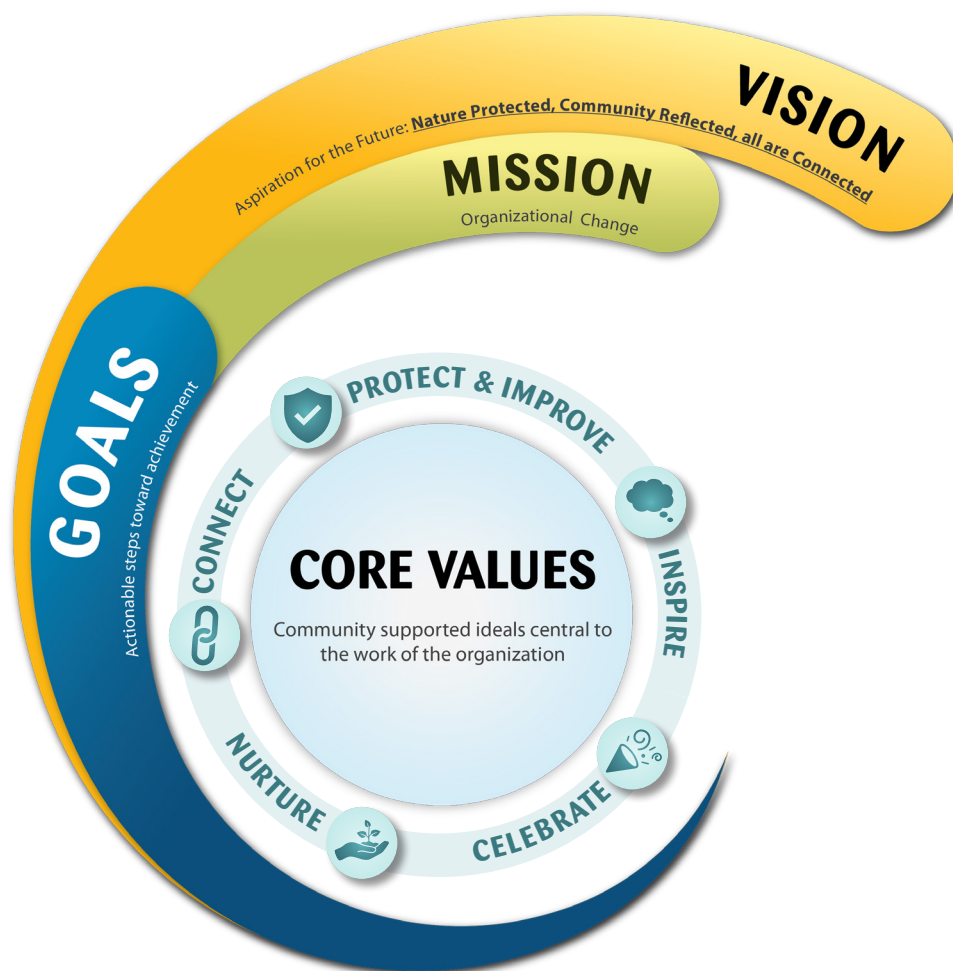 VISION
Aspiration for the Future: Nature Protected, Community Reflected, all are Connected
MISSION
Organizational Change
GOALS
Actionable steps toward achievement
PROTECT & IMPROVE
INSPIRE
CELEBRATE
NURTURE
CONNECT
CORE VALUES
Community supported ideals central to
the work of the organization